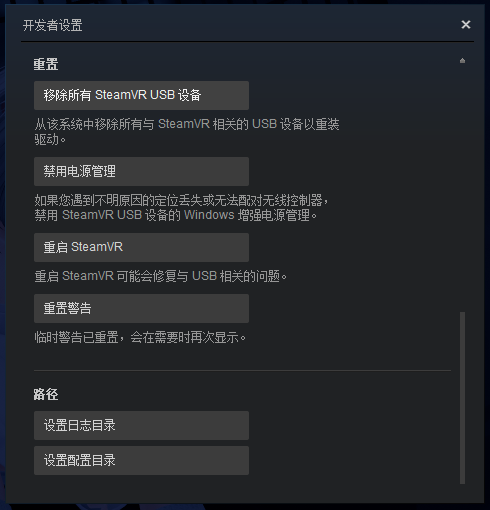 开发者设置
重置
移除所有 SteamVR USB 设备
从该系统中移除所有与 SteamVR 相关的 USB 设备以重装
驱动。
禁用电源管理
如果您遇到不明原因的定位丢失或无法配对无线控制器，
禁用 SteamVR USB 设备的 Windows 增强电源管理。
重启 SteamVR
重启 SteamVR 可能会修复与 USB 相关的问题。
重置警告
临时警告已重置，会在需要时再次显示。
路径
设置日志目录
设置配置目录